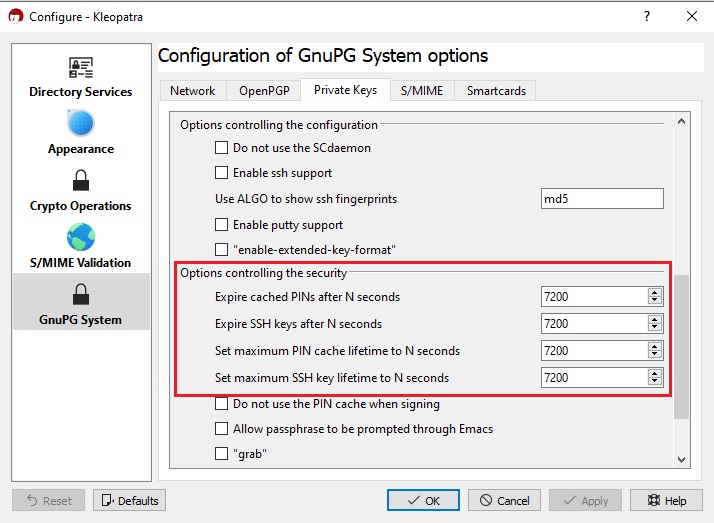 Configure - Kleopatra
?
Configuration of GnuPG System options
Directory Services
Appearance
Crypto Operations
S/MIME Validation
GnuPG System
Network
OpenPGP
Private Keys
S/MIME
Smartcards
Options controlling the configuration
Do not use the SCdaemon
Enable ssh support
Use ALGO to show ssh fingerprints
md5
Enable putty support
"enable-extended-key-format"
Options controlling the security
Expire cached PINs after N seconds
7200
Expire SSH keys after N seconds
7200
Set maximum PIN cache lifetime to N seconds
7200
Set maximum SSH key lifetime to N seconds
7200
Do not use the PIN cache when signing
Allow passphrase to be prompted through Emacs
"grab"
Reset
Defaults
OK
Cancel
Apply
Help